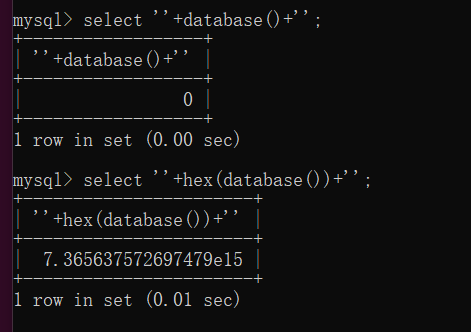 mysql> select ''+database()+'';
+------------------+
| ''+database()+'' |
+------------------+
|                0 |
+------------------+
1 row in set (0.00 sec)
mysql> select ''+hex(database())+'';
+-----------------------+
| ''+hex(database())+'' |
+-----------------------+
|  7.365637572697479e15 |
+-----------------------+
1 row in set (0.01 sec)